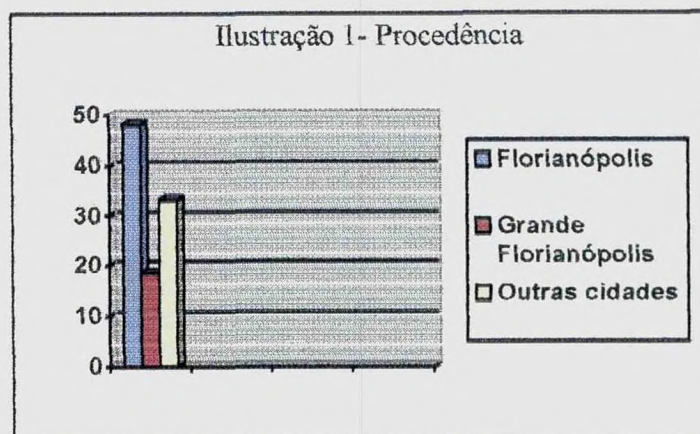 Ilustração 1- Procedência
50
40
30
20
10
0
Florianópolis
Grande
Florianópolis
Outras cidades